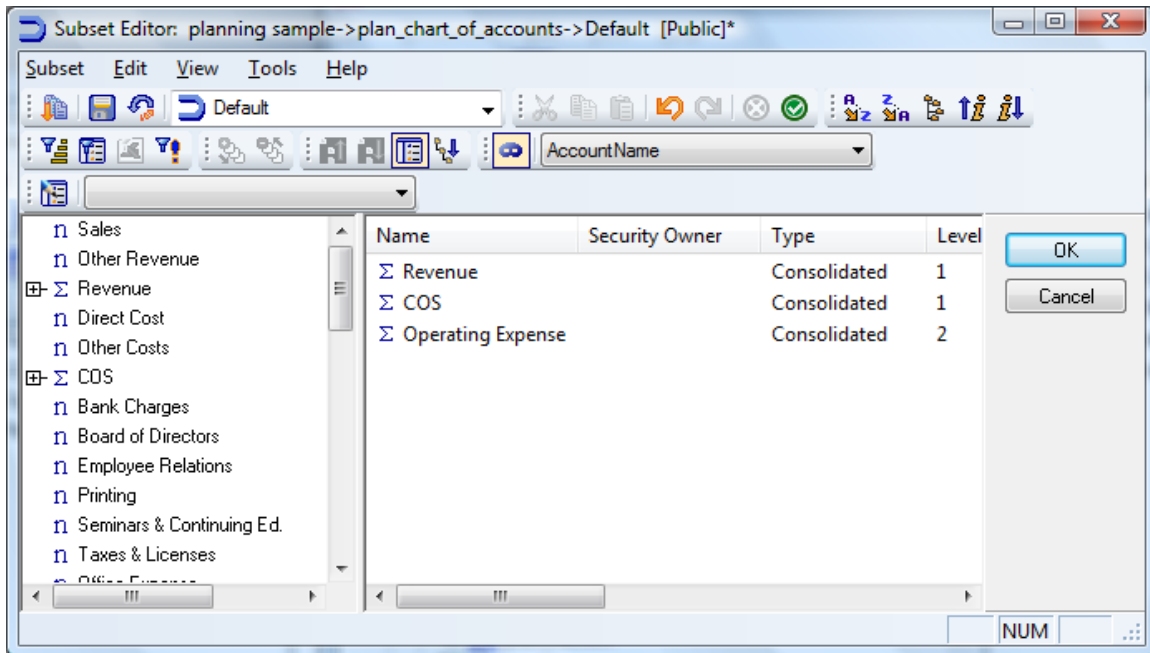 Subset Editor: planning sample->plan_chart_of_accounts->Default [Public]*
Subset Edit View Tools Help
Default
AccountName
n Sales
n Other Revenue
Σ Revenue
n Direct Cost
n Other Costs
Σ COS
n Bank Charges
n Board of Directors
n Employee Relations
n Printing
n Seminars & Continuing Ed.
n Taxes & Licenses
Name Security Owner Type Level
Σ Revenue Consolidated 1
Σ COS Consolidated 1
Σ Operating Expense Consolidated 2
OK
Cancel
NUM